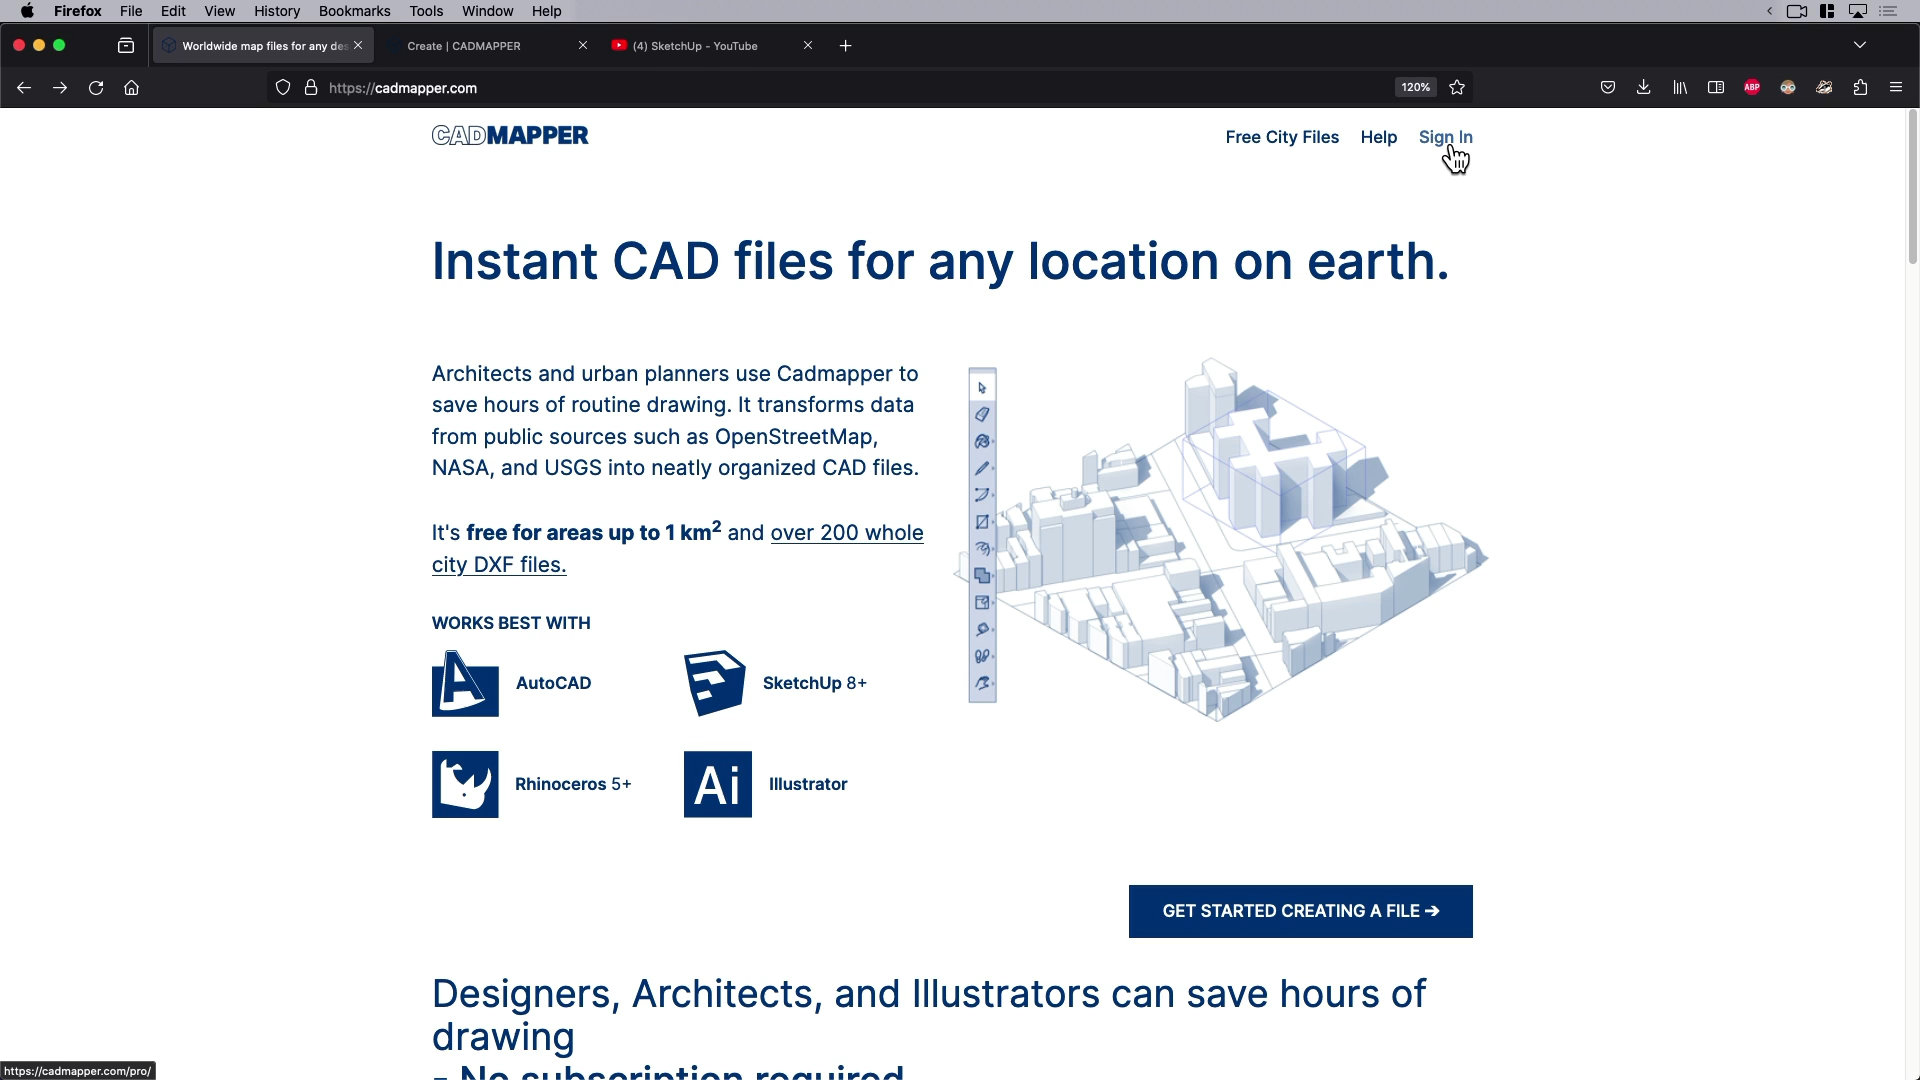 Firefox File Edit View History Bookmarks Tools Window Help
Worldwide map files for any des
Create | CADMAPPER
(4) SketchUp - YouTube
https://cadmapper.com
120%
ABP
CADMAPPER
Free City Files Help Sign In
Instant CAD files for any location on earth.
Architects and urban planners use Cadmapper to
save hours of routine drawing. It transforms data
from public sources such as OpenStreetMap,
NASA, and USGS into neatly organized CAD files.
It's free for areas up to 1 km² and over 200 whole
city DXF files.
WORKS BEST WITH
AutoCAD
SketchUp 8+
Rhinoceros 5+
Ai
Illustrator
GET STARTED CREATING A FILE →
Designers, Architects, and Illustrators can save hours of
drawing
- No subscription required
https://cadmapper.com/pro/